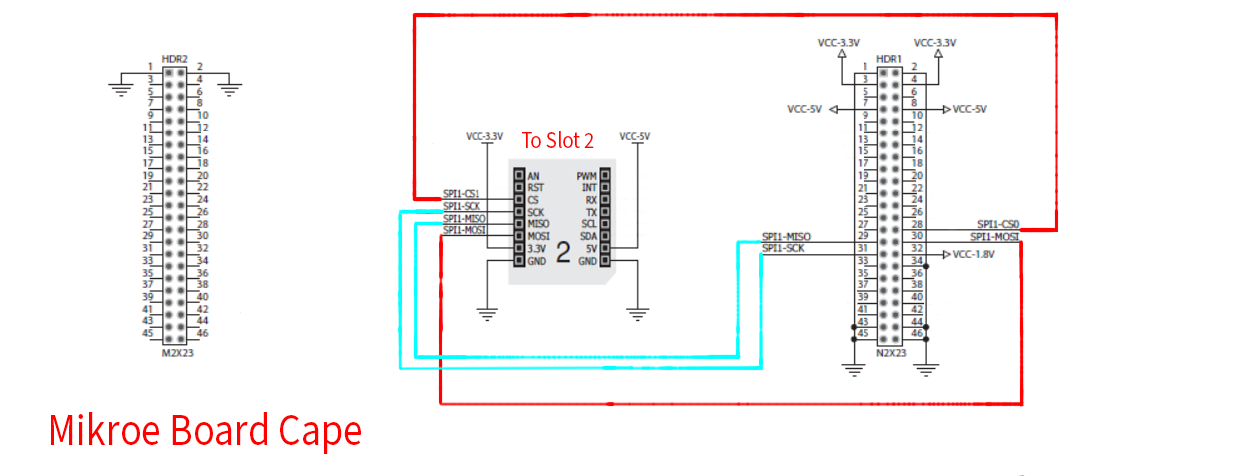 HDR2
1 2
3 4
5 6
7 8
9 10
11 12
13 14
15 16
17 18
19 20
21 22
23 24
25 26
27 28
29 30
31 32
33 34
35 36
37 38
39 40
41 42
43 44
45 46
M2X23
To Slot 2
VCC-3.3V VCC-5V
AN PWM
RST INT
SPI1-CS1 CS RX
SPI1-SCK SCK TX
SPI1-MISO MISO SCL
SPI1-MOSI MOSI SDA
3.3V 2 5V
GND GND
VCC-3.3V VCC-3.3V
HDR1
1 2
3 4
5 6
VCC-5V 7 8 VCC-5V
9 10
11 12
13 14
15 16
17 18
19 20
21 22
23 24
25 26
27 28 SPI1-CS0
SPI1-MISO 29 30 SPI1-MOSI
SPI1-SCK 31 32 VCC-1.8V
33 34
35 36
37 38
39 40
41 42
43 44
45 46
N2X23
Mikroe Board Cape